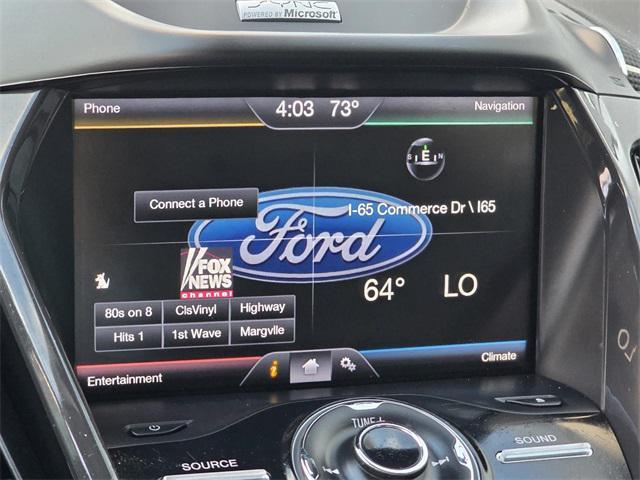 SYNC
POWERED BY Microsoft
Phone
4:03 73°
Navigation
S E N
Connect a Phone
I-65 Commerce Dr \ I65
Ford
FOX
NEWS
channel
64° LO
80s on 8 ClsVinyl Highway
Hits 1 1st Wave Margvlle
Entertainment
i
Climate
TUNE +
SOURCE
SOUND